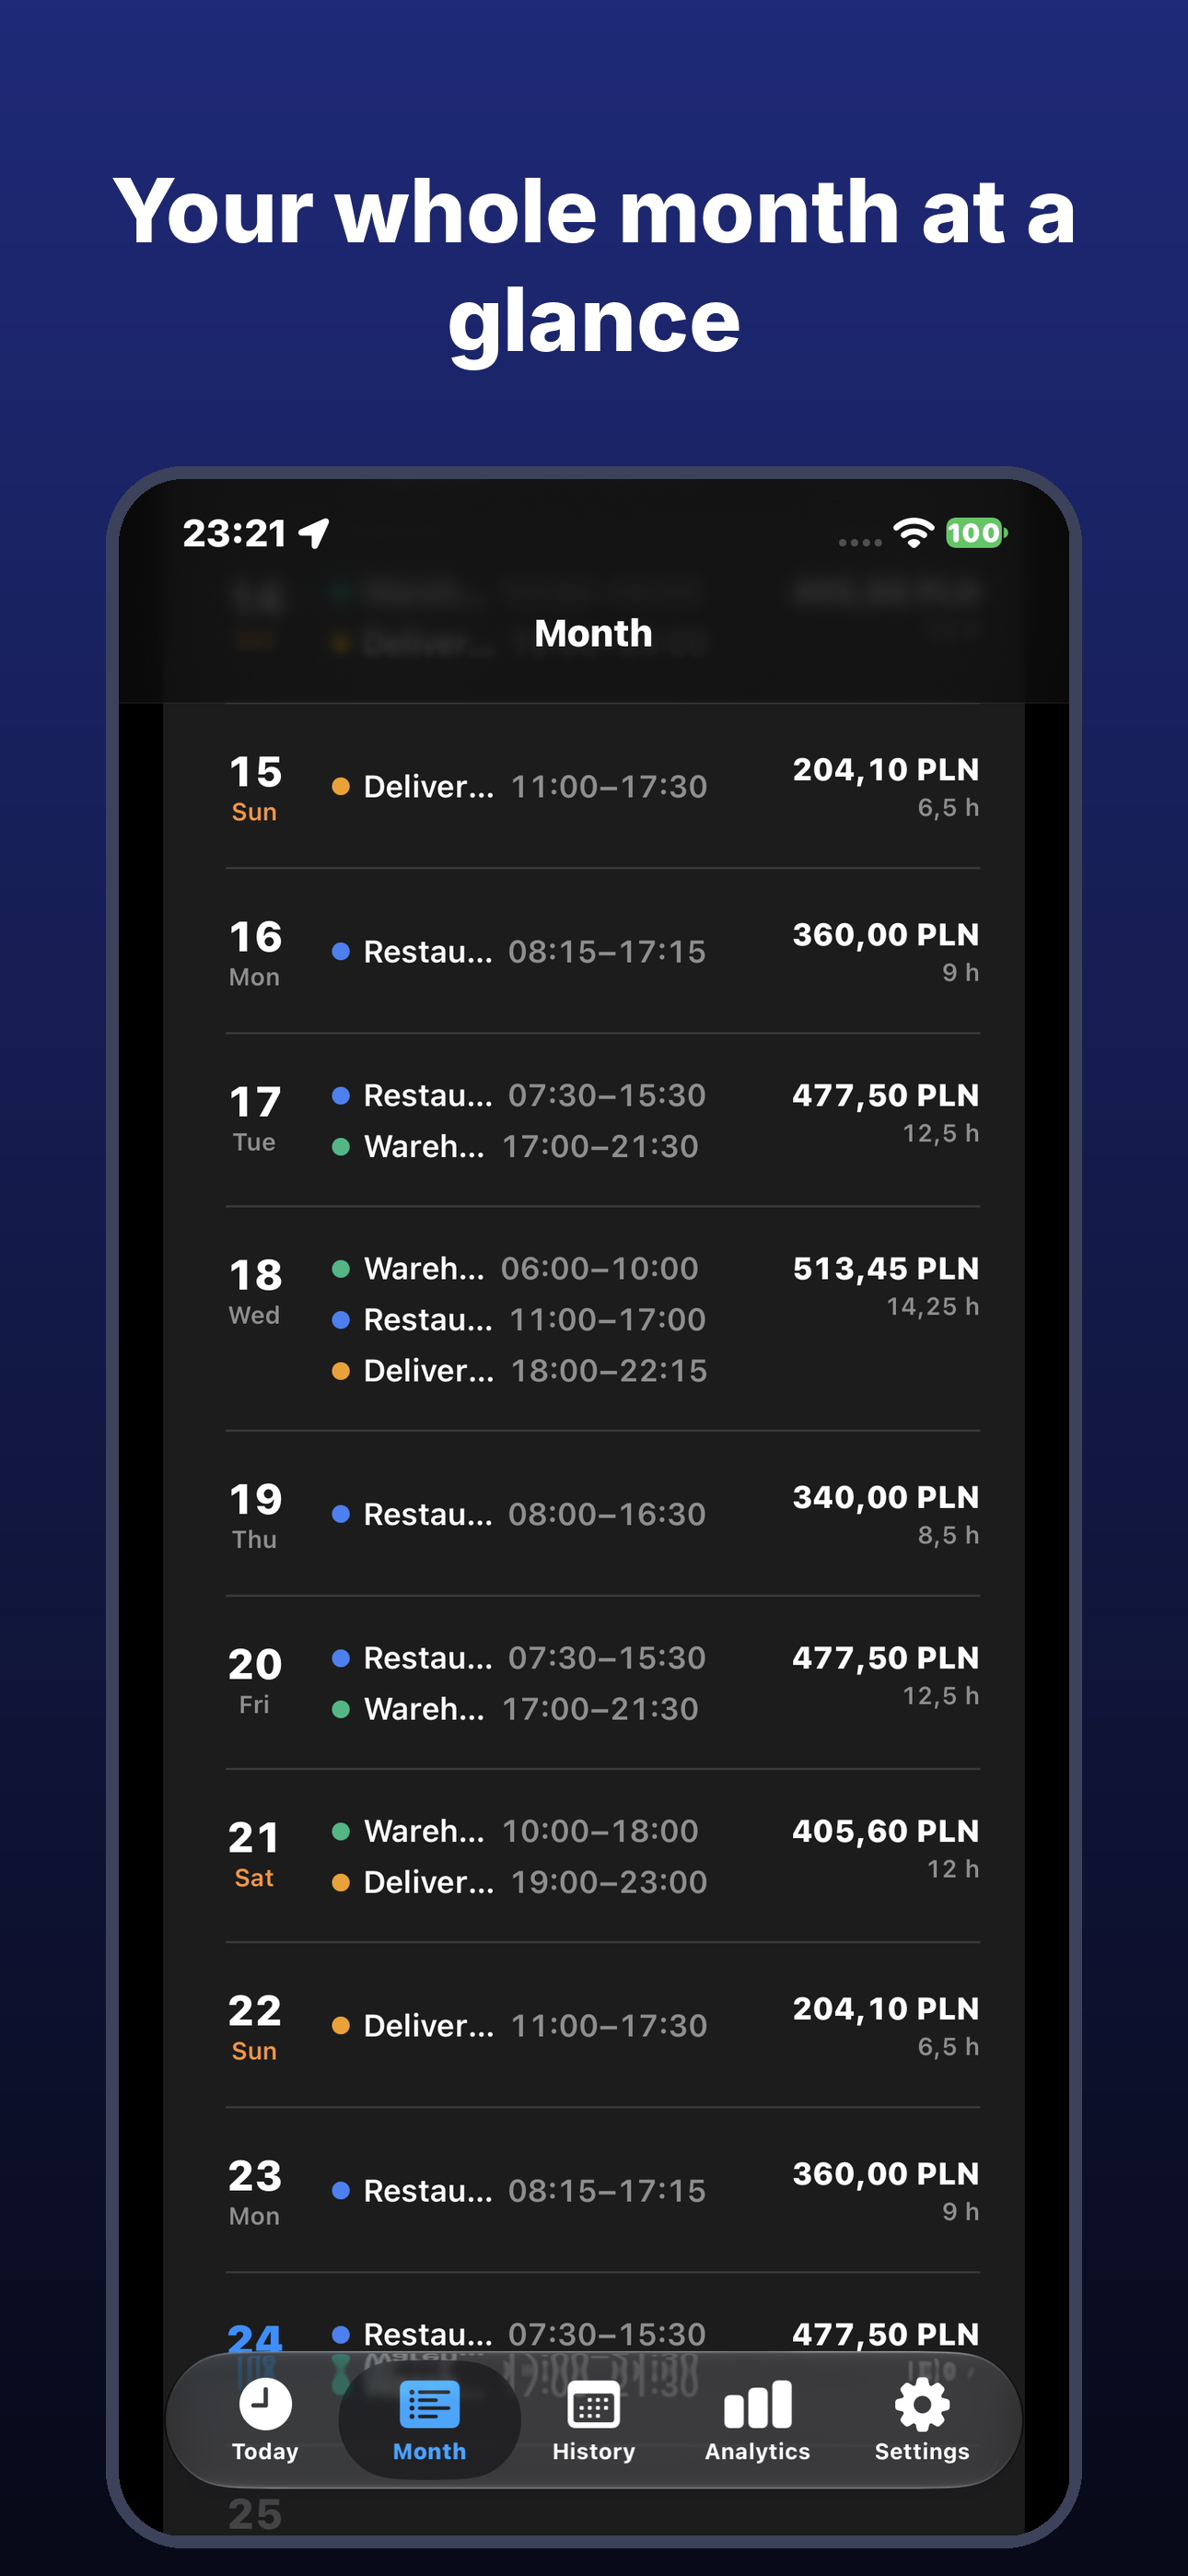 Your whole month at a
glance
23:21
100
Month
15 Deliver... 11:00–17:30 204,10 PLN
Sun 6,5 h
16 Restau... 08:15–17:15 360,00 PLN
Mon 9 h
17 Restau... 07:30–15:30 477,50 PLN
Tue Wareh... 17:00–21:30 12,5 h
18 Wareh... 06:00–10:00 513,45 PLN
Wed Restau... 11:00–17:00 14,25 h
Deliver... 18:00–22:15
19 Restau... 08:00–16:30 340,00 PLN
Thu 8,5 h
20 Restau... 07:30–15:30 477,50 PLN
Fri Wareh... 17:00–21:30 12,5 h
21 Wareh... 10:00–18:00 405,60 PLN
Sat Deliver... 19:00–23:00 12 h
22 Deliver... 11:00–17:30 204,10 PLN
Sun 6,5 h
23 Restau... 08:15–17:15 360,00 PLN
Mon 9 h
24 Restau... 07:30–15:30 477,50 PLN
Today Month History Analytics Settings
25